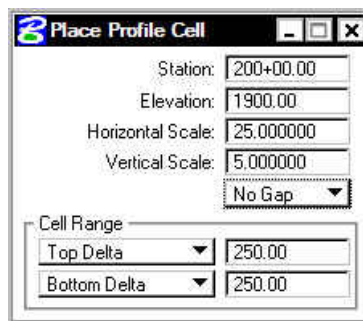 Place Profile Cell
Station: 200+00.00
Elevation: 1900.00
Horizontal Scale: 25.000000
Vertical Scale: 5.000000
No Gap
Cell Range
Top Delta 250.00
Bottom Delta 250.00